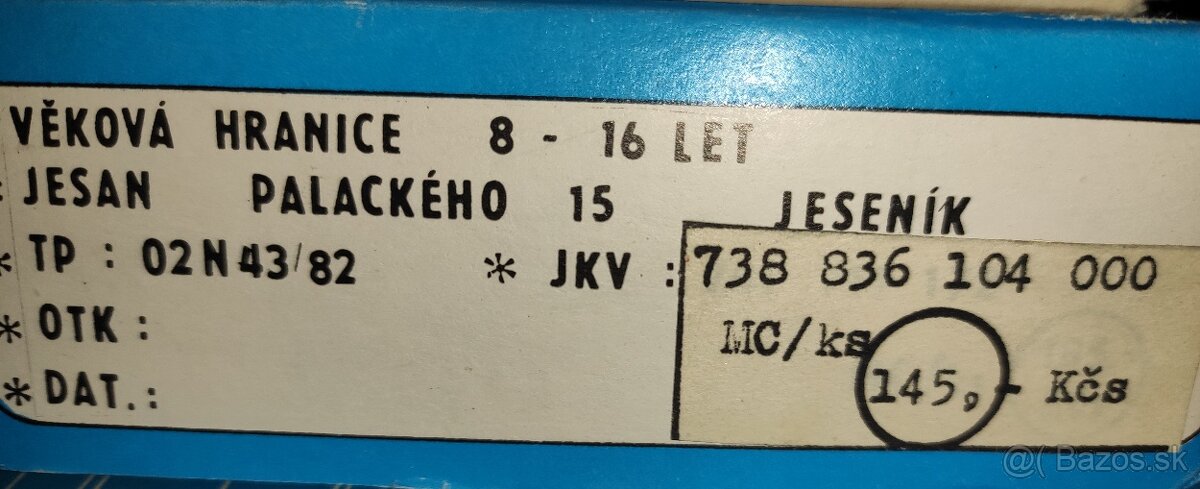 VĚKOVÁ HRANICE 8 - 16 LET
JESAN PALACKÉHO 15 JESENÍK
* TP : 02 N 43/82 * JKV : 738 836 104 000
* OTK : MC/ks
* DAT.: 145,- Kčs
@( Bazos.sk